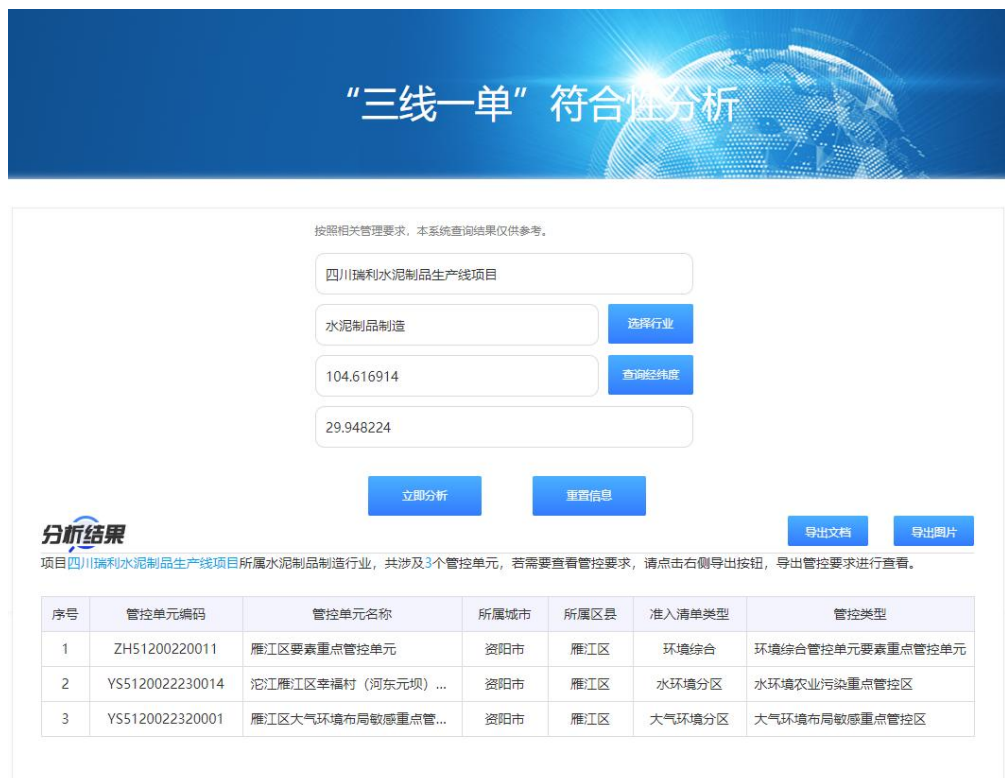 “三线一单”符合性分析
按照相关管理要求，本系统查询结果仅供参考。
四川瑞利水泥制品生产线项目
水泥制品制造
选择行业
104.616914
查询经纬度
29.948224
立即分析
重置信息
分析结果
导出文档
导出图片
项目四川瑞利水泥制品生产线项目所属水泥制品制造行业，共涉及3个管控单元，若需要查看管控要求，请点击右侧导出按钮，导出管控要求进行查看。
序号 管控单元编码 管控单元名称 所属城市 所属区县 准入清单类型 管控类型
1 ZH51200220011 雁江区要素重点管控单元 资阳市 雁江区 环境综合 环境综合管控单元要素重点管控单元
2 YS5120022230014 沱江雁江区幸福村（河东元坝）... 资阳市 雁江区 水环境分区 水环境农业污染重点管控区
3 YS5120022320001 雁江区大气环境布局敏感重点管... 资阳市 雁江区 大气环境分区 大气环境布局敏感重点管控区